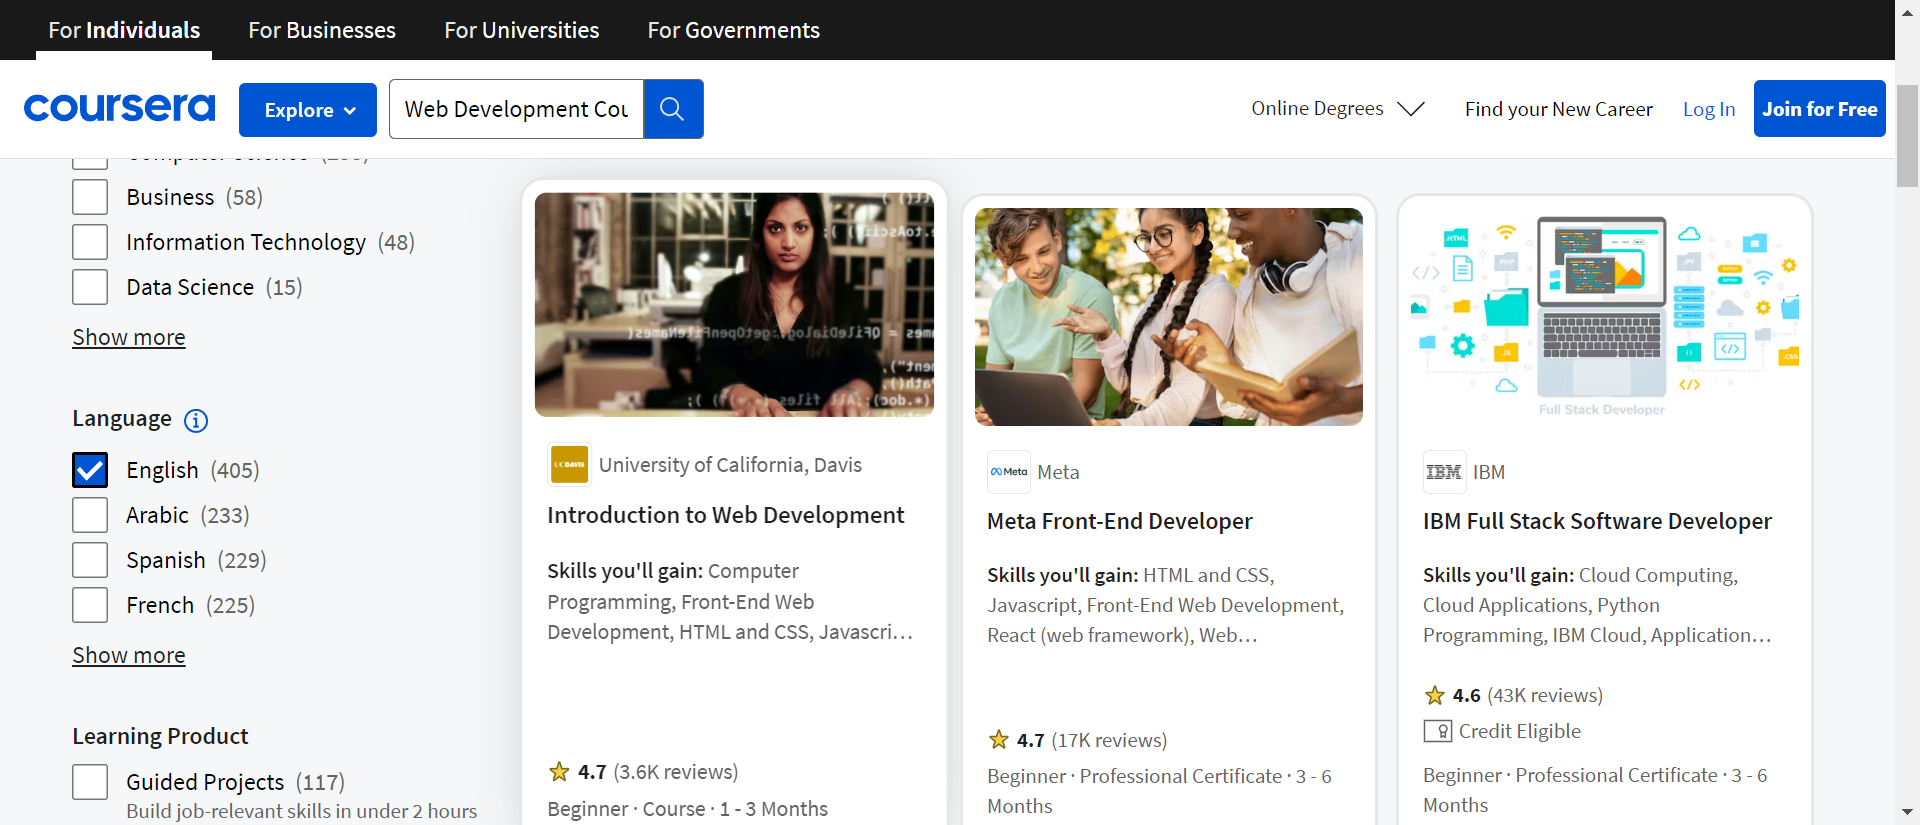 For Individuals
For Businesses
For Universities
For Governments
coursera
Explore
Web Development Cou
Online Degrees
Find your New Career
Log In
Join for Free
Business (58)
Information Technology (48)
Data Science (15)
Show more
Language
English (405)
Arabic (233)
Spanish (229)
French (225)
Show more
Learning Product
Guided Projects (117)
Build job-relevant skills in under 2 hours
UCDAVIS
University of California, Davis
Introduction to Web Development
Skills you'll gain: Computer
Programming, Front-End Web
Development, HTML and CSS, Javascri...
4.7 (3.6K reviews)
Beginner · Course · 1 - 3 Months
Meta
Meta
Meta Front-End Developer
Skills you'll gain: HTML and CSS,
Javascript, Front-End Web Development,
React (web framework), Web...
4.7 (17K reviews)
Beginner · Professional Certificate · 3 - 6
Months
.HTML
PHP
JS
.CSS
Full Stack Developer
IBM
IBM
IBM Full Stack Software Developer
Skills you'll gain: Cloud Computing,
Cloud Applications, Python
Programming, IBM Cloud, Application...
4.6 (43K reviews)
Credit Eligible
Beginner · Professional Certificate · 3 - 6
Months